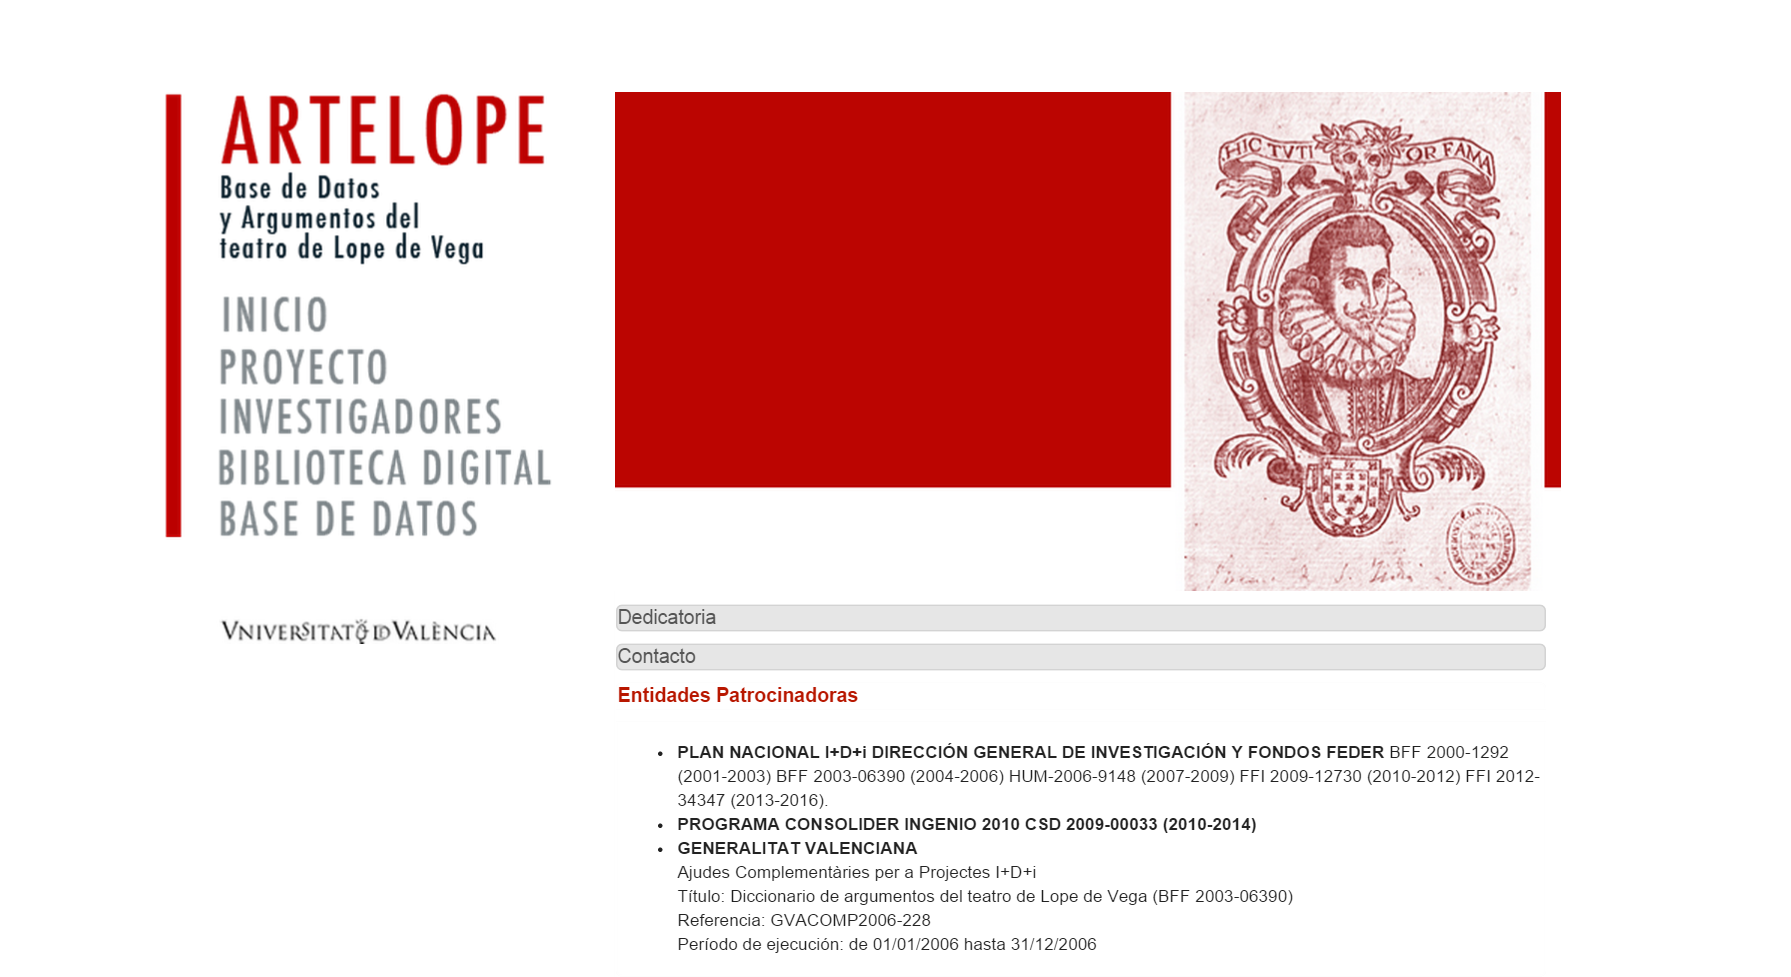 ARTELOPE
Base de Datos
y Argumentos del
teatro de Lope de Vega
INICIO
PROYECTO
INVESTIGADORES
BIBLIOTECA DIGITAL
BASE DE DATOS
VNIVERSITATQ̃ DVALÈNCIA
HIC TVTI OR FAMA
Dedicatoria
Contacto
Entidades Patrocinadoras
• PLAN NACIONAL I+D+i DIRECCIÓN GENERAL DE INVESTIGACIÓN Y FONDOS FEDER BFF 2000-1292
(2001-2003) BFF 2003-06390 (2004-2006) HUM-2006-9148 (2007-2009) FFI 2009-12730 (2010-2012) FFI 2012-
34347 (2013-2016).
• PROGRAMA CONSOLIDER INGENIO 2010 CSD 2009-00033 (2010-2014)
• GENERALITAT VALENCIANA
Ajudes Complementàries per a Projectes I+D+i
Título: Diccionario de argumentos del teatro de Lope de Vega (BFF 2003-06390)
Referencia: GVACOMP2006-228
Período de ejecución: de 01/01/2006 hasta 31/12/2006